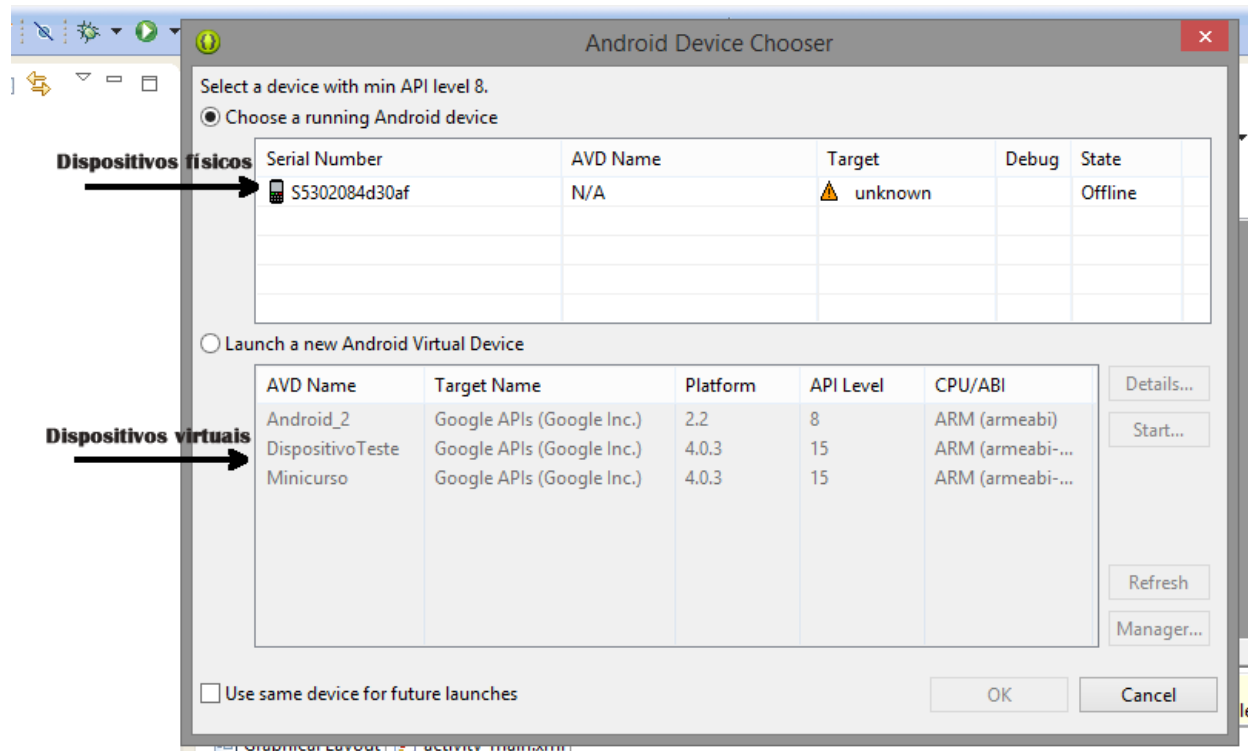 Android Device Chooser
Select a device with min API level 8.
Choose a running Android device
Dispositivos físicos
Serial Number AVD Name Target Debug State
S5302084d30af N/A unknown Offline
Launch a new Android Virtual Device
AVD Name Target Name Platform API Level CPU/ABI
Details...
Android_2 Google APIs (Google Inc.) 2.2 8 ARM (armeabi)
Start...
Dispositivos virtuais
DispositivoTeste Google APIs (Google Inc.) 4.0.3 15 ARM (armeabi-...
Minicurso Google APIs (Google Inc.) 4.0.3 15 ARM (armeabi-...
Refresh
Manager...
Use same device for future launches
OK Cancel
Graphical Layout activity_main.xml